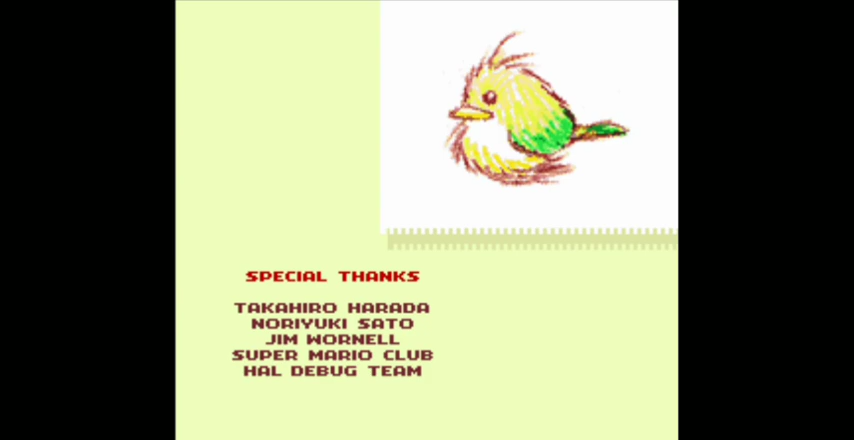 SPECIAL THANKS
TAKAHIRO HARADA
NORIYUKI SATO
JIM WORNELL
SUPER MARIO CLUB
HAL DEBUG TEAM